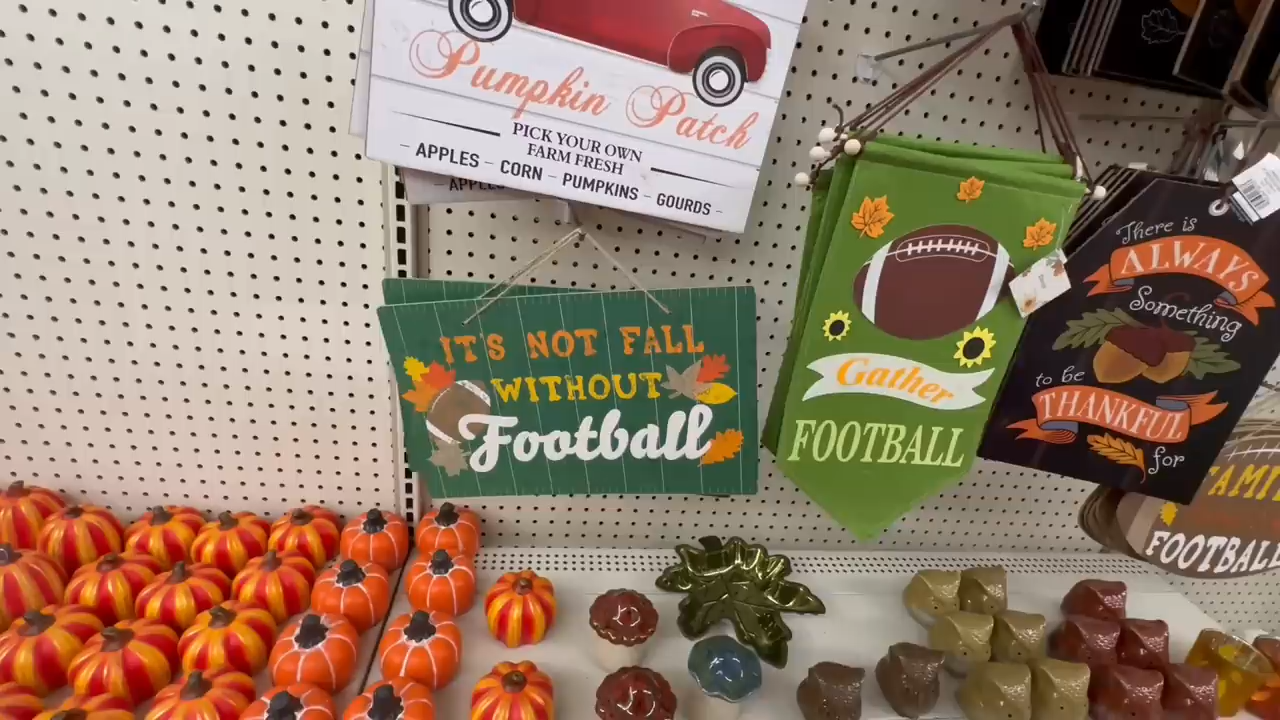 Pumpkin Patch
PICK YOUR OWN
FARM FRESH
APPLES - CORN - PUMPKINS - GOURDS -
IT'S NOT FALL
WITHOUT
Football
Gather
FOOTBALL
There is
ALWAYS
Something
to be
THANKFUL
for
FOOTBALL